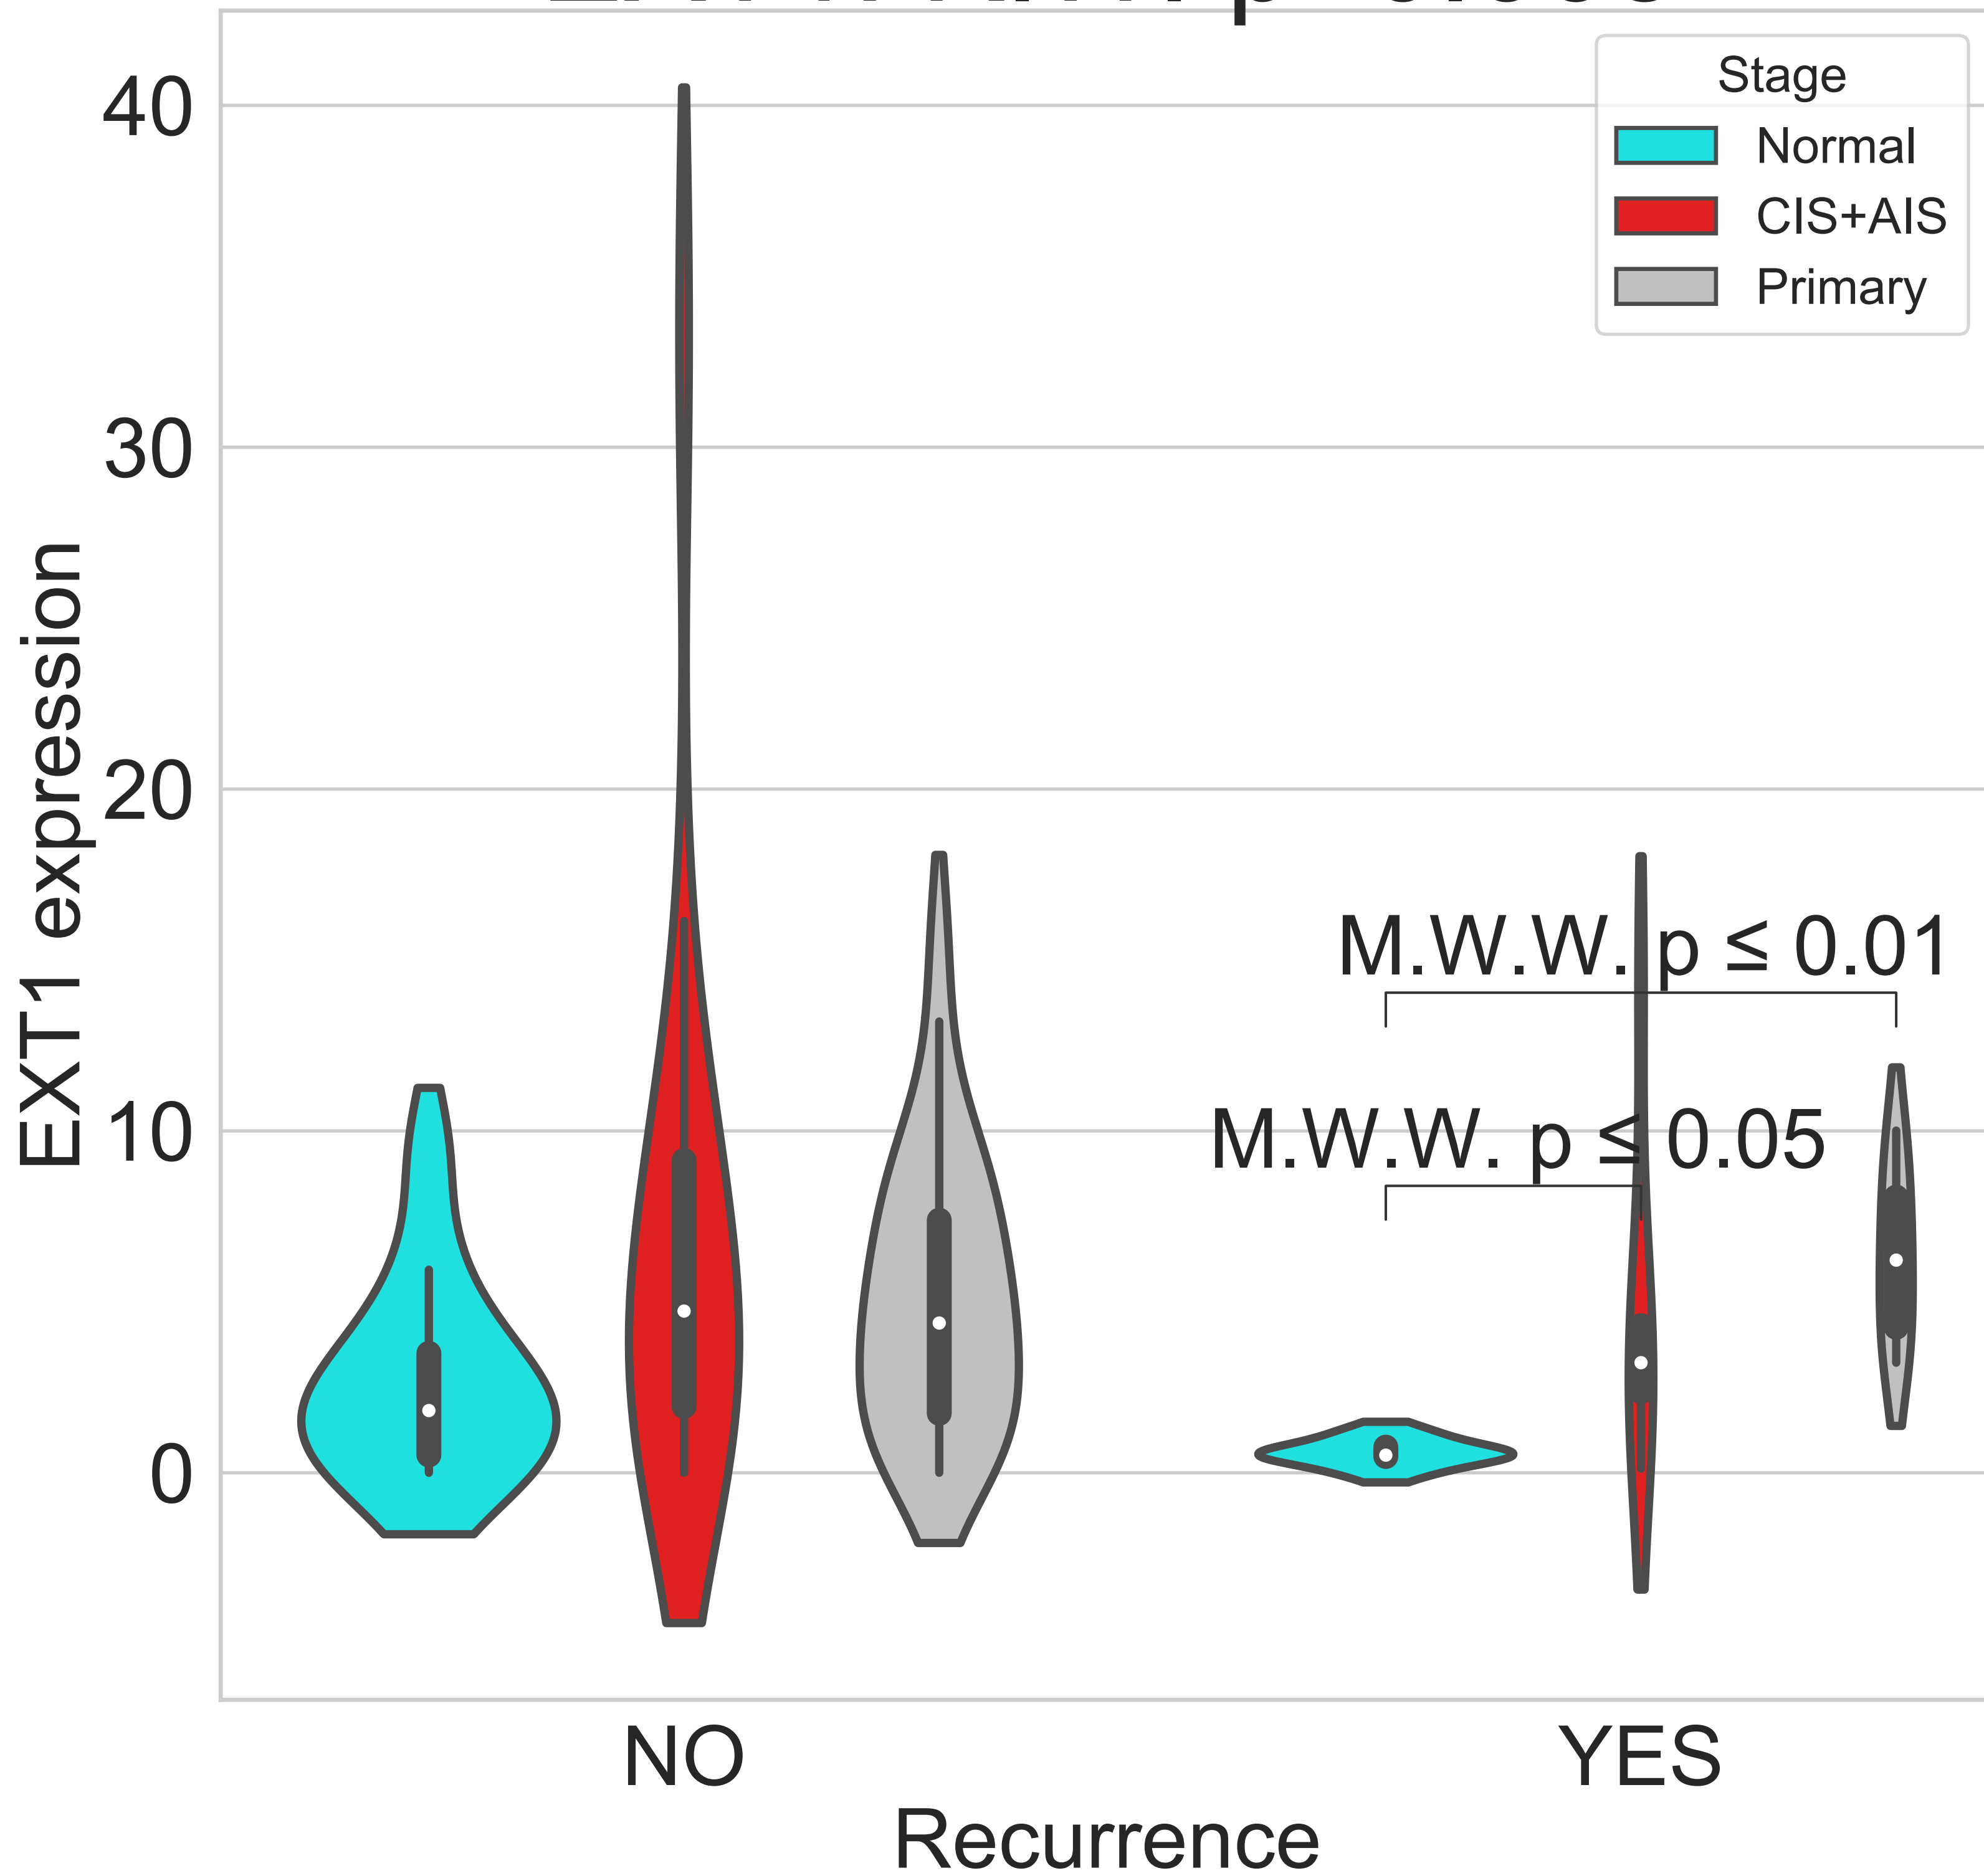 Stage
Normal
CIS+AIS
Primary
40
30
20
10
0
EXT1 expression
M.W.W. p ≤ 0.01
M.W.W. p ≤ 0.05
NO
YES
Recurrence